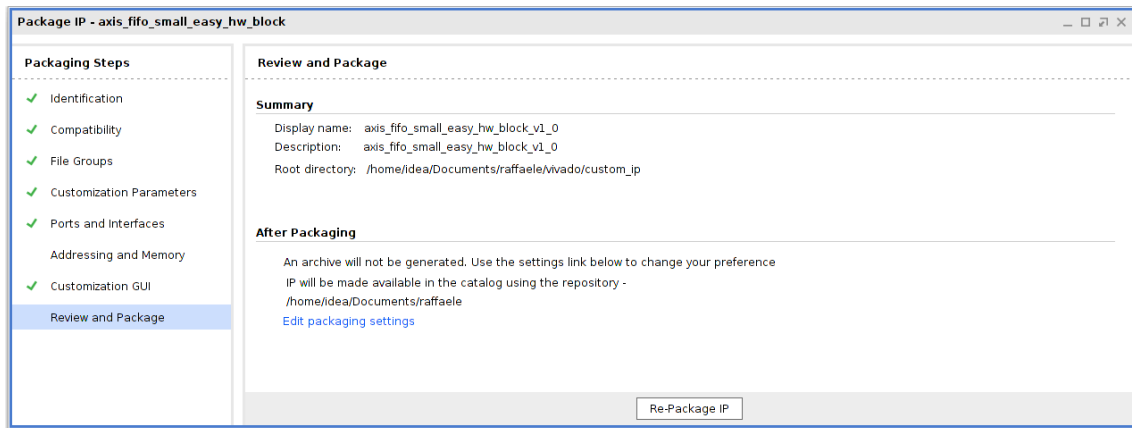 Package IP - axis_fifo_small_easy_hw_block
Packaging Steps
Identification
Compatibility
File Groups
Customization Parameters
Ports and Interfaces
Addressing and Memory
Customization GUI
Review and Package
Review and Package
Summary
Display name: axis_fifo_small_easy_hw_block_v1_0
Description: axis_fifo_small_easy_hw_block_v1_0
Root directory: /home/idea/Documents/raffaele/vivado/custom_ip
After Packaging
An archive will not be generated. Use the settings link below to change your preference
IP will be made available in the catalog using the repository -
/home/idea/Documents/raffaele
Edit packaging settings
Re-Package IP